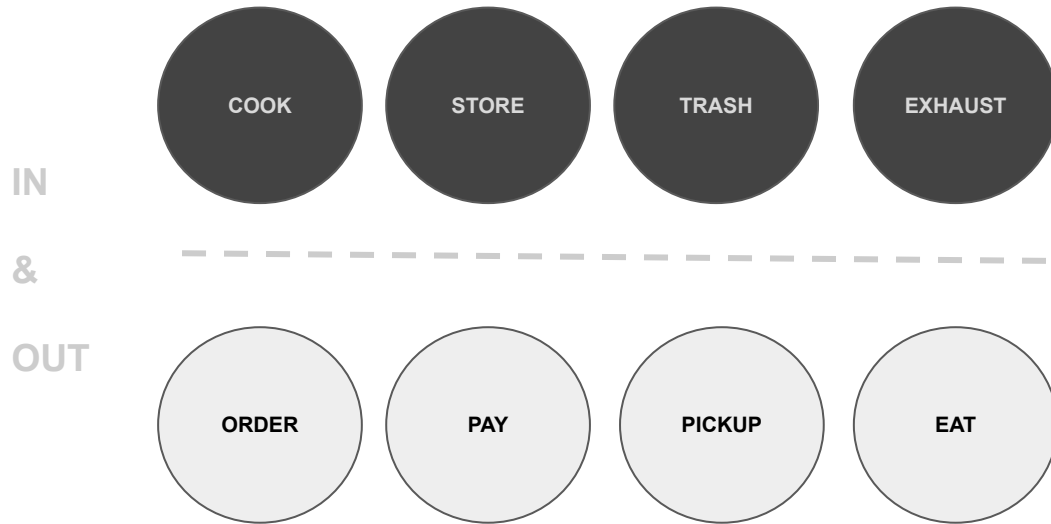 COOK
STORE
TRASH
EXHAUST
IN
&
OUT
ORDER
PAY
PICKUP
EAT